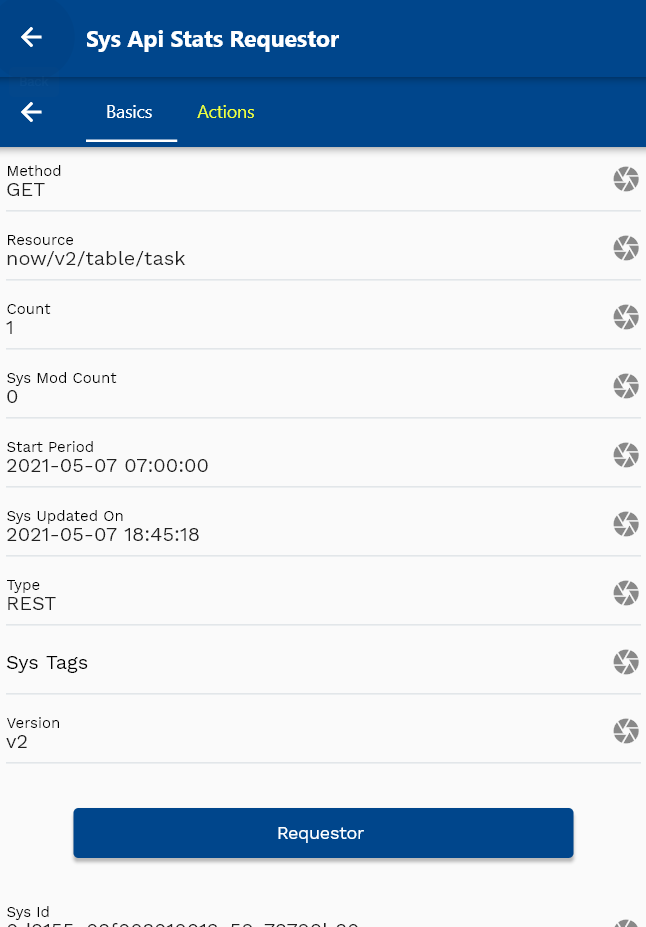 Sys Api Stats Requestor
Basics Actions
Method
GET
Resource
now/v2/table/task
Count
1
Sys Mod Count
0
Start Period
2021-05-07 07:00:00
Sys Updated On
2021-05-07 18:45:18
Type
REST
Sys Tags
Version
v2
Requestor
Sys Id